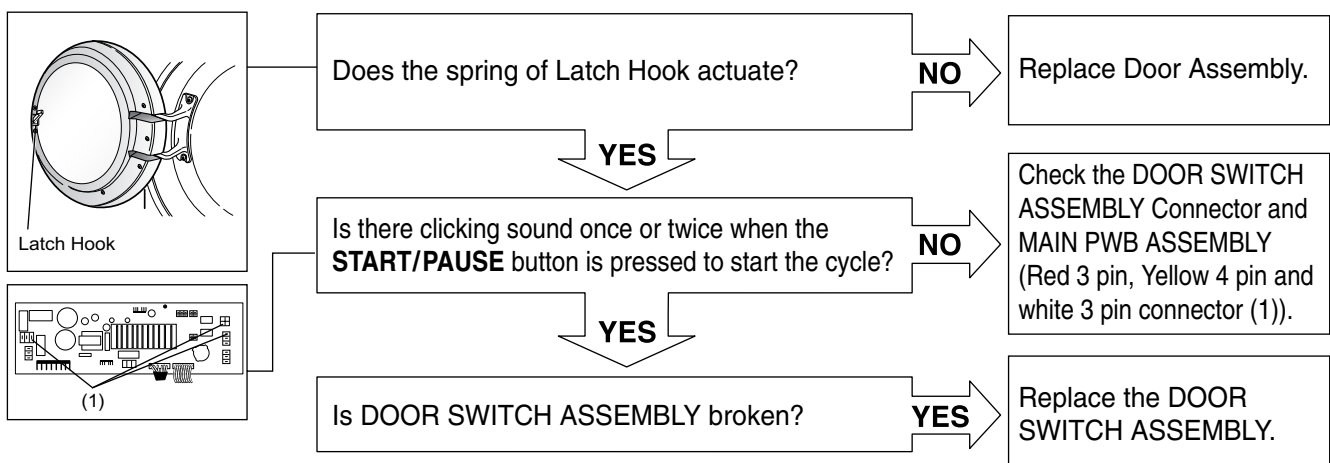 Latch Hook
Does the spring of Latch Hook actuate?
NO
Replace Door Assembly.
YES
Is there clicking sound once or twice when the
START/PAUSE button is pressed to start the cycle?
NO
Check the DOOR SWITCH
ASSEMBLY Connector and
MAIN PWB ASSEMBLY
(Red 3 pin, Yellow 4 pin and
white 3 pin connector (1)).
(1)
YES
Is DOOR SWITCH ASSEMBLY broken?
YES
Replace the DOOR
SWITCH ASSEMBLY.